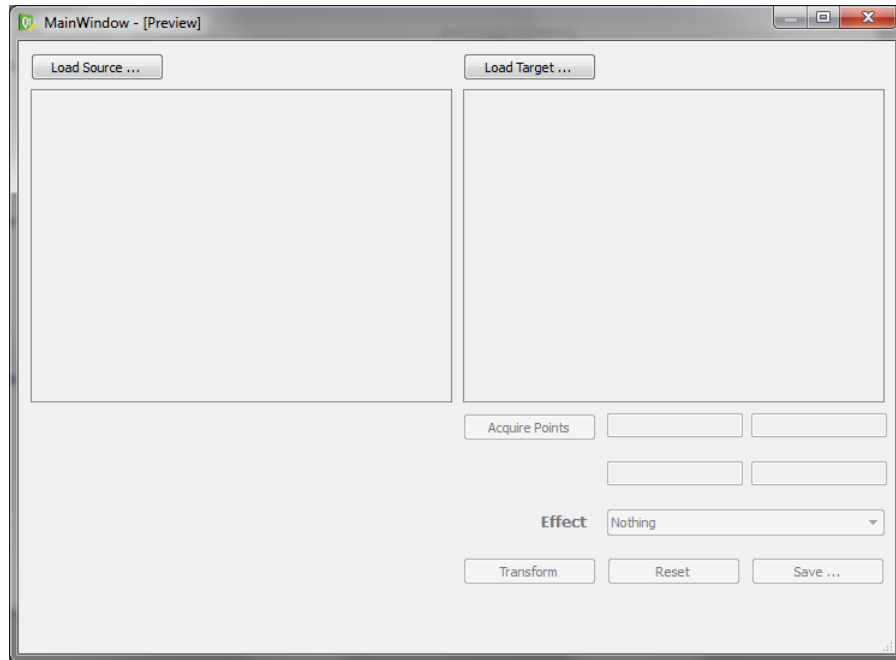 MainWindow - [Preview]
Load Source ...
Load Target ...
Acquire Points
Effect
Nothing
Transform
Reset
Save ...